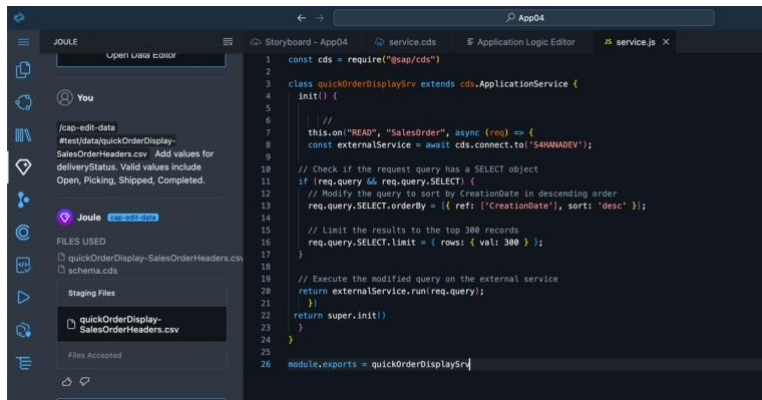 App04
JOULE
Storyboard - App04
service.cds
Application Logic Editor
JS service.js ×
Open Data Editor
You
/cap-edit-data
#test/data/quickOrderDisplay-
SalesOrderHeaders.csv Add values for
deliveryStatus. Valid values include
Open, Picking, Shipped, Completed.
Joule cap-edit-data
FILES USED
quickOrderDisplay-SalesOrderHeaders.csv
schema.cds
Staging Files
quickOrderDisplay-
SalesOrderHeaders.csv
Files Accepted
1 const cds = require("@sap/cds")
2
3 class quickOrderDisplaySrv extends cds.ApplicationService {
4 init() {
5
6 //
7 this.on("READ", "SalesOrder", async (req) => {
8 const externalService = await cds.connect.to('S4HANADEV');
9
10 // Check if the request query has a SELECT object
11 if (req.query && req.query.SELECT) {
12 // Modify the query to sort by CreationDate in descending order
13 req.query.SELECT.orderBy = [{ ref: ['CreationDate'], sort: 'desc' }];
14
15 // Limit the results to the top 300 records
16 req.query.SELECT.limit = { rows: { val: 300 } };
17 }
18
19 // Execute the modified query on the external service
20 return externalService.run(req.query);
21 })
22 return super.init()
23 }
24 }
25
26 module.exports = quickOrderDisplaySrv